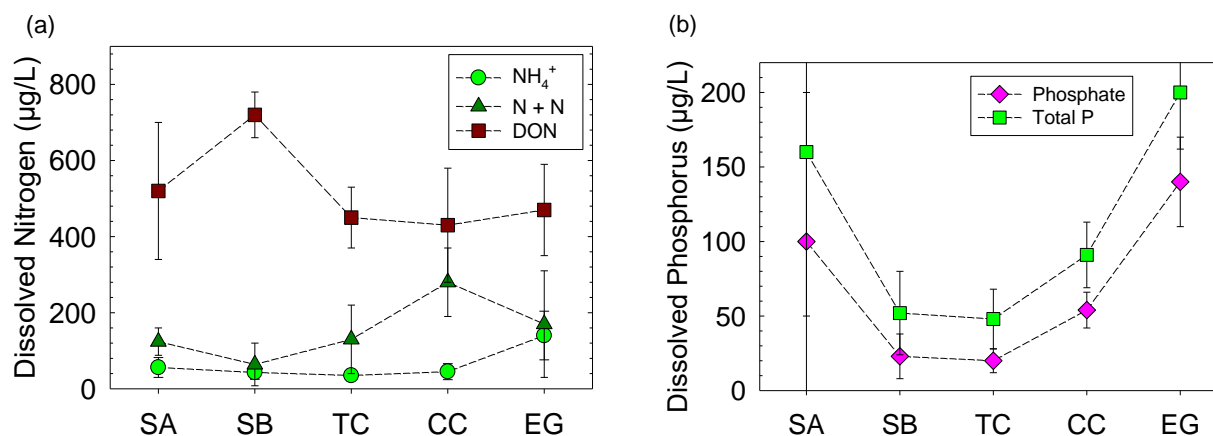 (a)
Dissolved Nitrogen (µg/L)
800
600
400
200
0
NH₄⁺
N + N
DON
SA SB TC CC EG
(b)
Dissolved Phosphorus (µg/L)
200
150
100
50
0
Phosphate
Total P
SA SB TC CC EG